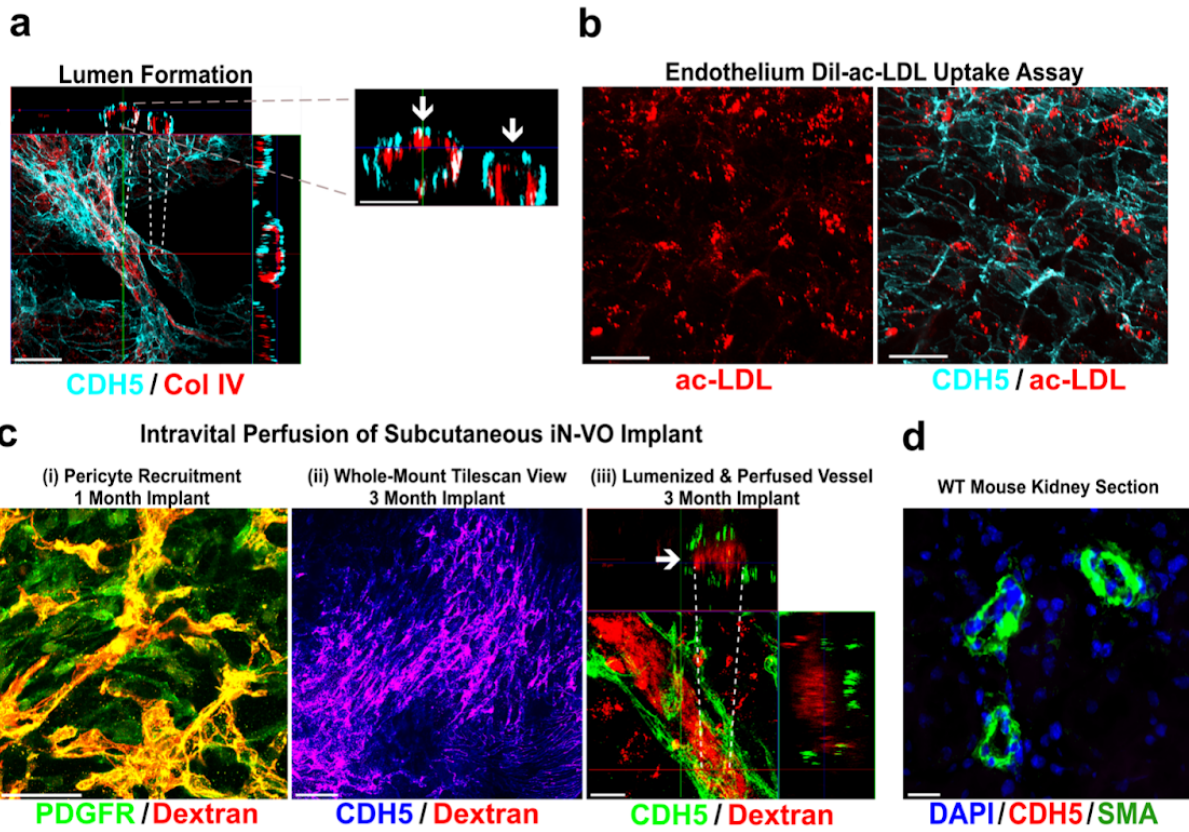 a
Lumen Formation
CDH5 / Col IV
b
Endothelium Dil-ac-LDL Uptake Assay
ac-LDL
CDH5 / ac-LDL
c
Intravital Perfusion of Subcutaneous iN-VO Implant
(i) Pericyte Recruitment
1 Month Implant
PDGFR / Dextran
(ii) Whole-Mount Tilescan View
3 Month Implant
CDH5 / Dextran
(iii) Lumenized & Perfused Vessel
3 Month Implant
CDH5 / Dextran
d
WT Mouse Kidney Section
DAPI/CDH5/SMA